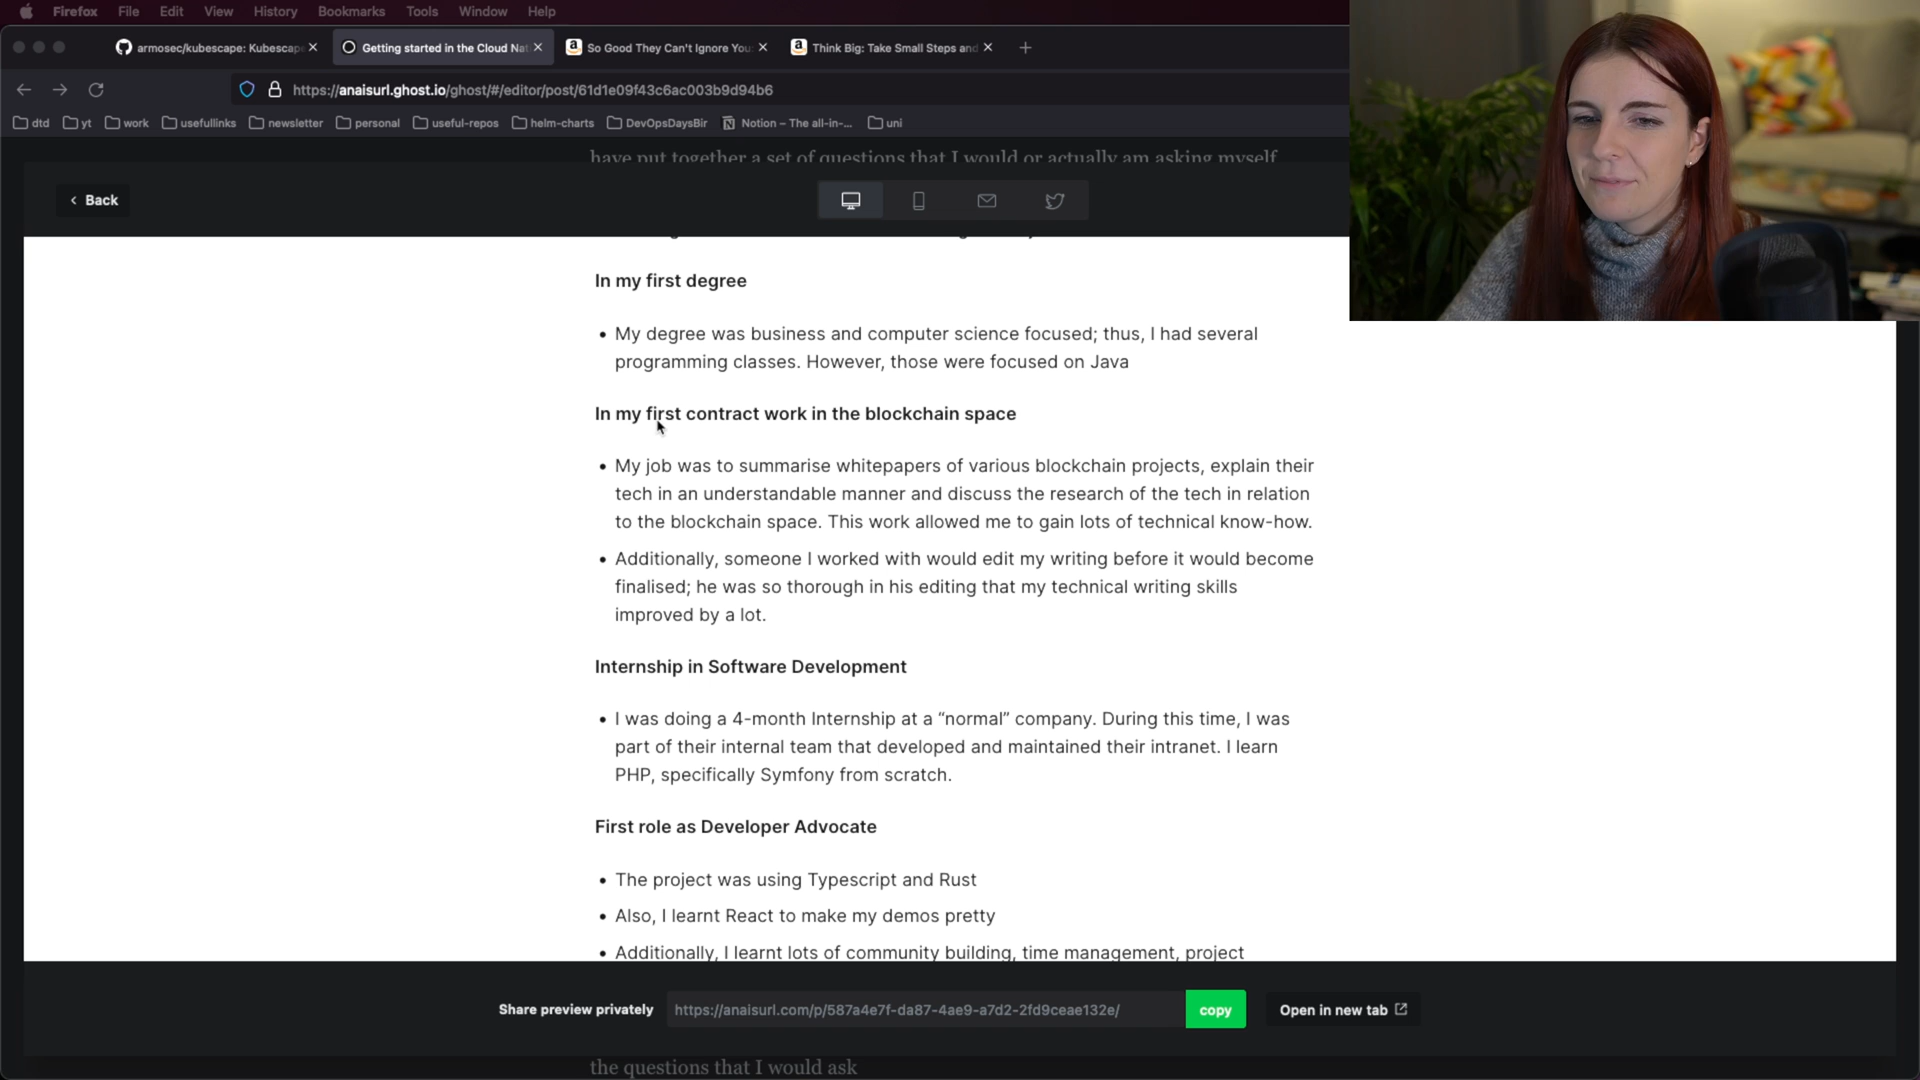 Firefox File Edit View History Bookmarks Tools Window Help
armosec/kubescape: Kubescap
Getting started in the Cloud Nat
So Good They Can't Ignore You:
Think Big: Take Small Steps and
https://anaisurl.ghost.io/ghost/#/editor/post/61d1e09f43c6ac003b9d94b6
dtd yt work usefullinks newsletter personal useful-repos helm-charts DevOpsDaysBir Notion – The all-in-... uni
have put together a set of questions that I would or actually am asking myself
Back
In my first degree
• My degree was business and computer science focused; thus, I had several
programming classes. However, those were focused on Java
In my first contract work in the blockchain space
• My job was to summarise whitepapers of various blockchain projects, explain their
tech in an understandable manner and discuss the research of the tech in relation
to the blockchain space. This work allowed me to gain lots of technical know-how.
• Additionally, someone I worked with would edit my writing before it would become
finalised; he was so thorough in his editing that my technical writing skills
improved by a lot.
Internship in Software Development
• I was doing a 4-month Internship at a “normal” company. During this time, I was
part of their internal team that developed and maintained their intranet. I learn
PHP, specifically Symfony from scratch.
First role as Developer Advocate
• The project was using Typescript and Rust
• Also, I learnt React to make my demos pretty
• Additionally, I learnt lots of community building, time management, project
Share preview privately
https://anaisurl.com/p/587a4e7f-da87-4ae9-a7d2-2fd9ceae132e/
copy
Open in new tab
the questions that I would ask